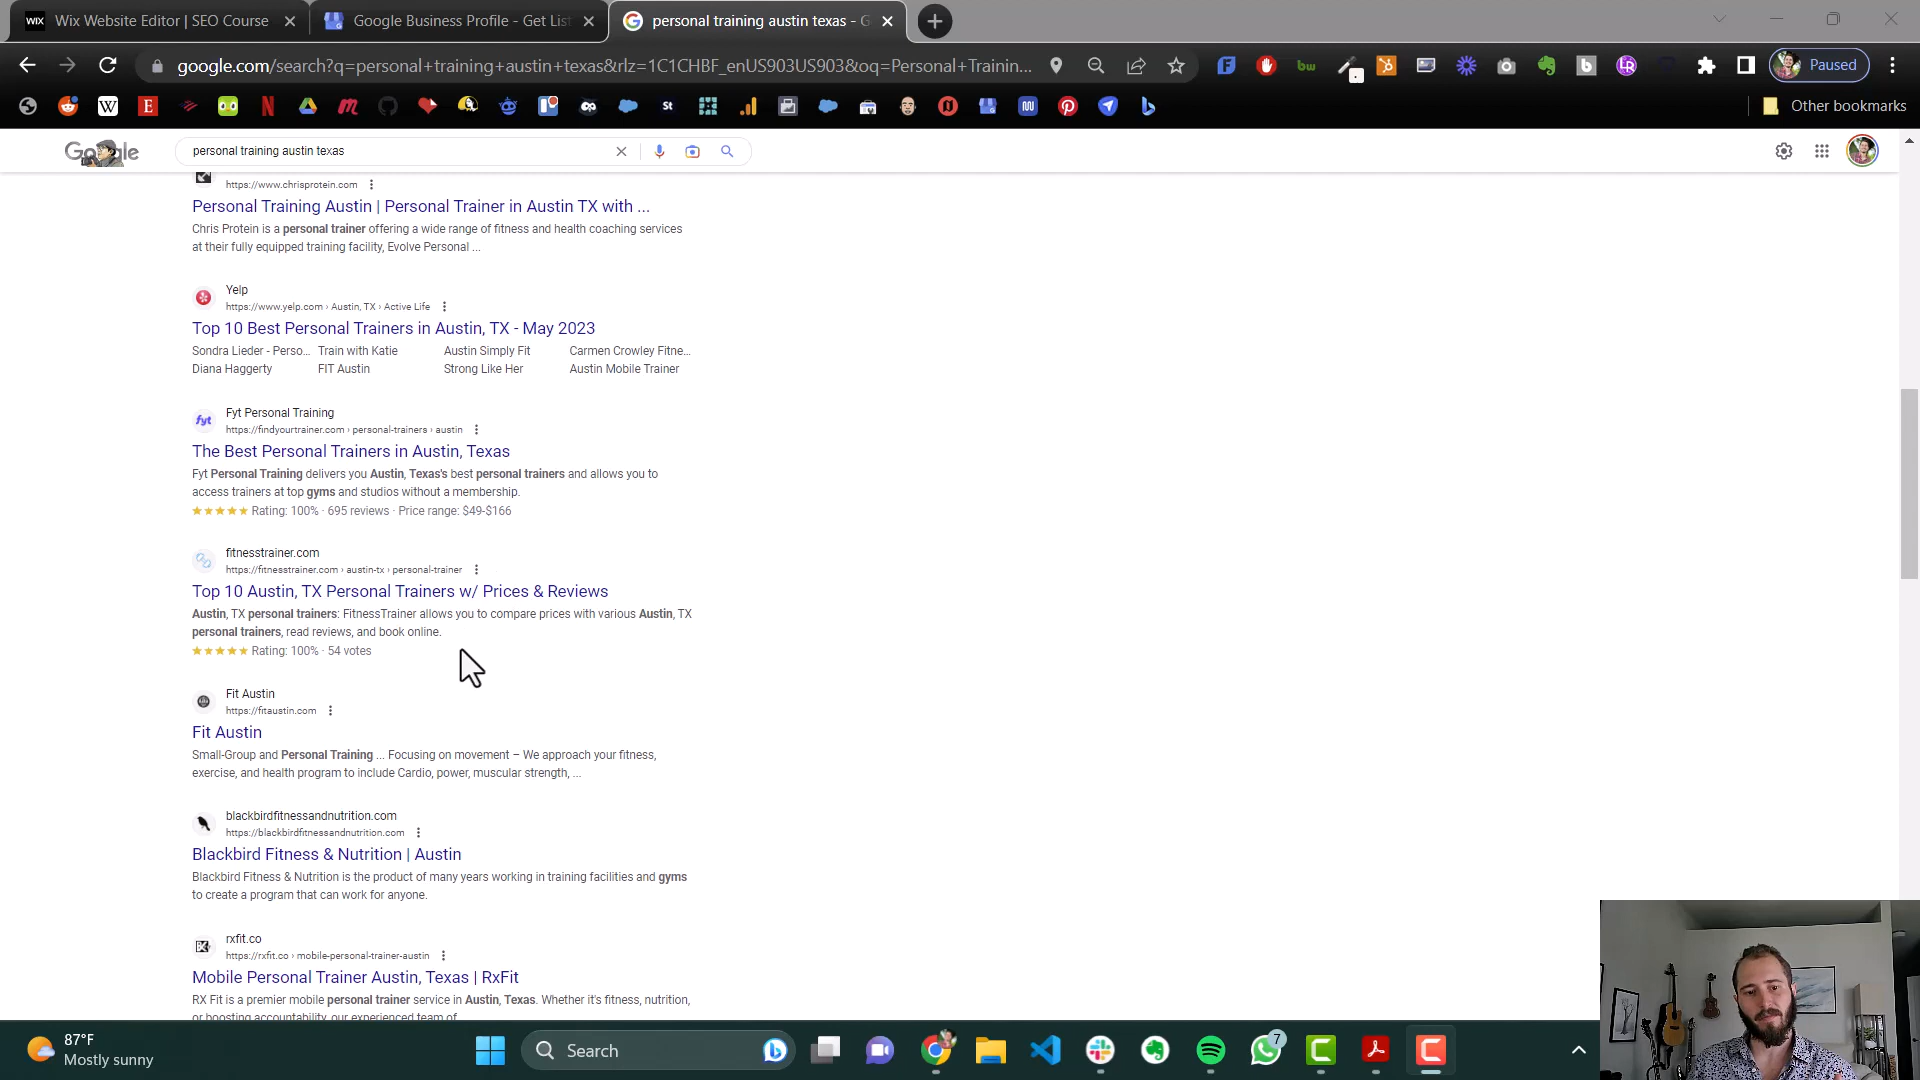 WIX Wix Website Editor | SEO Course
Google Business Profile - Get List
personal training austin texas - G
google.com/search?q=personal+training+austin+texas&rlz=1C1CHBF_enUS903US903&oq=Personal+Trainin...
Paused
Other bookmarks
Google
personal training austin texas
https://www.chrisprotein.com
Personal Training Austin | Personal Trainer in Austin TX with ...
Chris Protein is a personal trainer offering a wide range of fitness and health coaching services
at their fully equipped training facility, Evolve Personal ...
Yelp
https://www.yelp.com › Austin, TX › Active Life
Top 10 Best Personal Trainers in Austin, TX - May 2023
Sondra Lieder - Perso... Train with Katie Austin Simply Fit Carmen Crowley Fitne...
Diana Haggerty FIT Austin Strong Like Her Austin Mobile Trainer
fyt Fyt Personal Training
https://findyourtrainer.com › personal-trainers › austin
The Best Personal Trainers in Austin, Texas
Fyt Personal Training delivers you Austin, Texas's best personal trainers and allows you to
access trainers at top gyms and studios without a membership.
Rating: 100% · 695 reviews · Price range: $49-$166
fitnesstrainer.com
https://fitnesstrainer.com › austin-tx › personal-trainer
Top 10 Austin, TX Personal Trainers w/ Prices & Reviews
Austin, TX personal trainers: FitnessTrainer allows you to compare prices with various Austin, TX
personal trainers, read reviews, and book online.
Rating: 100% · 54 votes
Fit Austin
https://fitaustin.com
Fit Austin
Small-Group and Personal Training ... Focusing on movement – We approach your fitness,
exercise, and health program to include Cardio, power, muscular strength, ...
blackbirdfitnessandnutrition.com
https://blackbirdfitnessandnutrition.com
Blackbird Fitness & Nutrition | Austin
Blackbird Fitness & Nutrition is the product of many years working in training facilities and gyms
to create a program that can work for anyone.
rxfit.co
https://rxfit.co › mobile-personal-trainer-austin
Mobile Personal Trainer Austin, Texas | RxFit
RX Fit is a premier mobile personal trainer service in Austin, Texas. Whether it's fitness, nutrition,
or boosting accountability, our experienced team of
87°F
Mostly sunny
Search
7